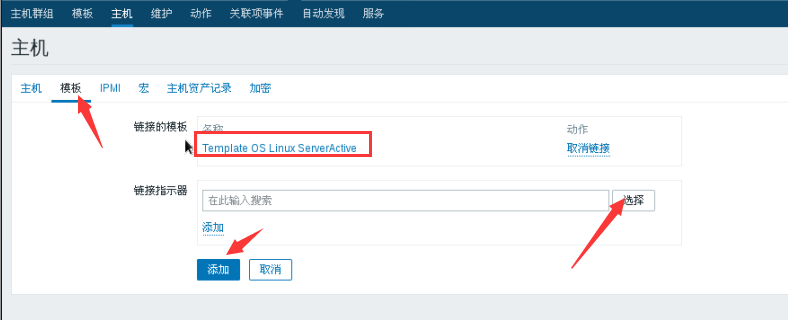 主机群组 模板 主机 维护 动作 关联项事件 自动发现 服务
主机
主机 模板 IPMI 宏 主机资产记录 加密
链接的模板 名称 动作
Template OS Linux ServerActive 取消链接
链接指示器 在此输入搜索 选择
添加
添加 取消